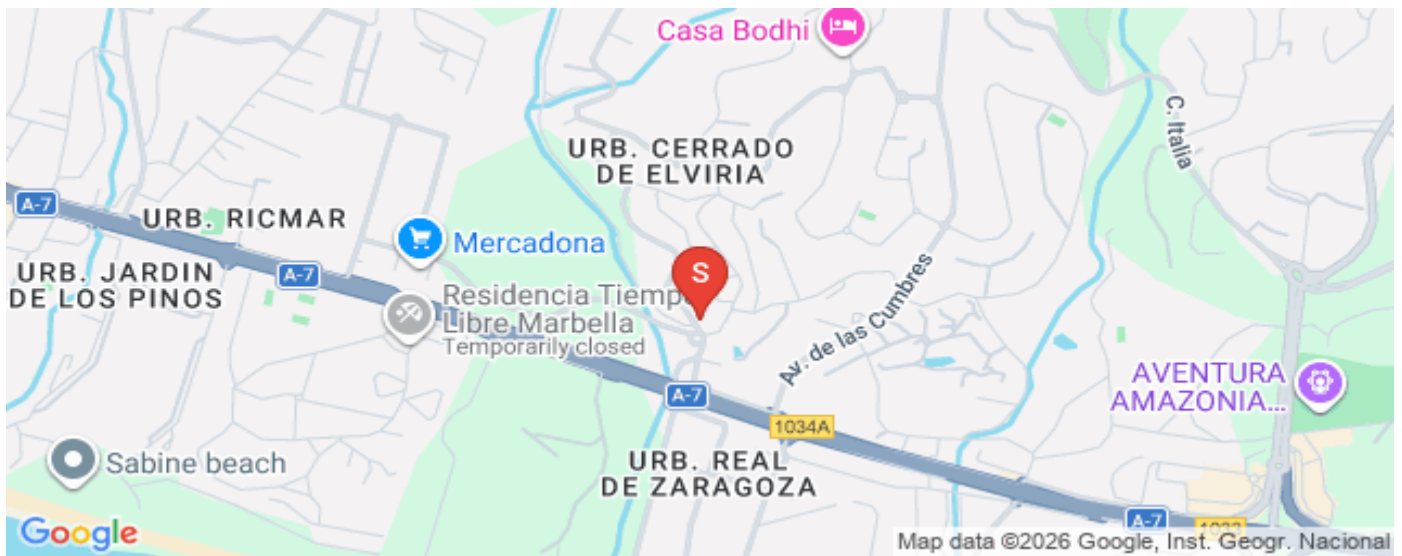 Casa Bodhi
C. Italia
URB. CERRADO
DE ELVIRIA
A-7
URB. RICMAR
Mercadona
S
A-7
URB. JARDIN
DE LOS PINOS
Residencia Tiempo
Libre Marbella
Temporarily closed
Av. de las Cumbres
AVENTURA
AMAZONIA...
A-7
1034A
Sabine beach
URB. REAL
DE ZARAGOZA
A-7
1033
Google
Map data ©2026 Google, Inst. Geogr. Nacional